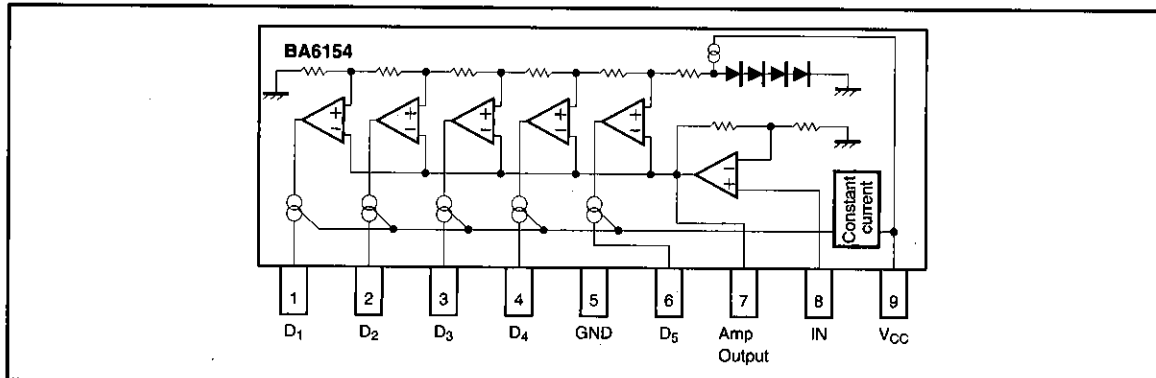 BA6154
+ − + − + − + − + −
− +
Constant current
1 2 3 4 5 6 7 8 9
D₁ D₂ D₃ D₄ GND D₅ Amp Output IN VCC